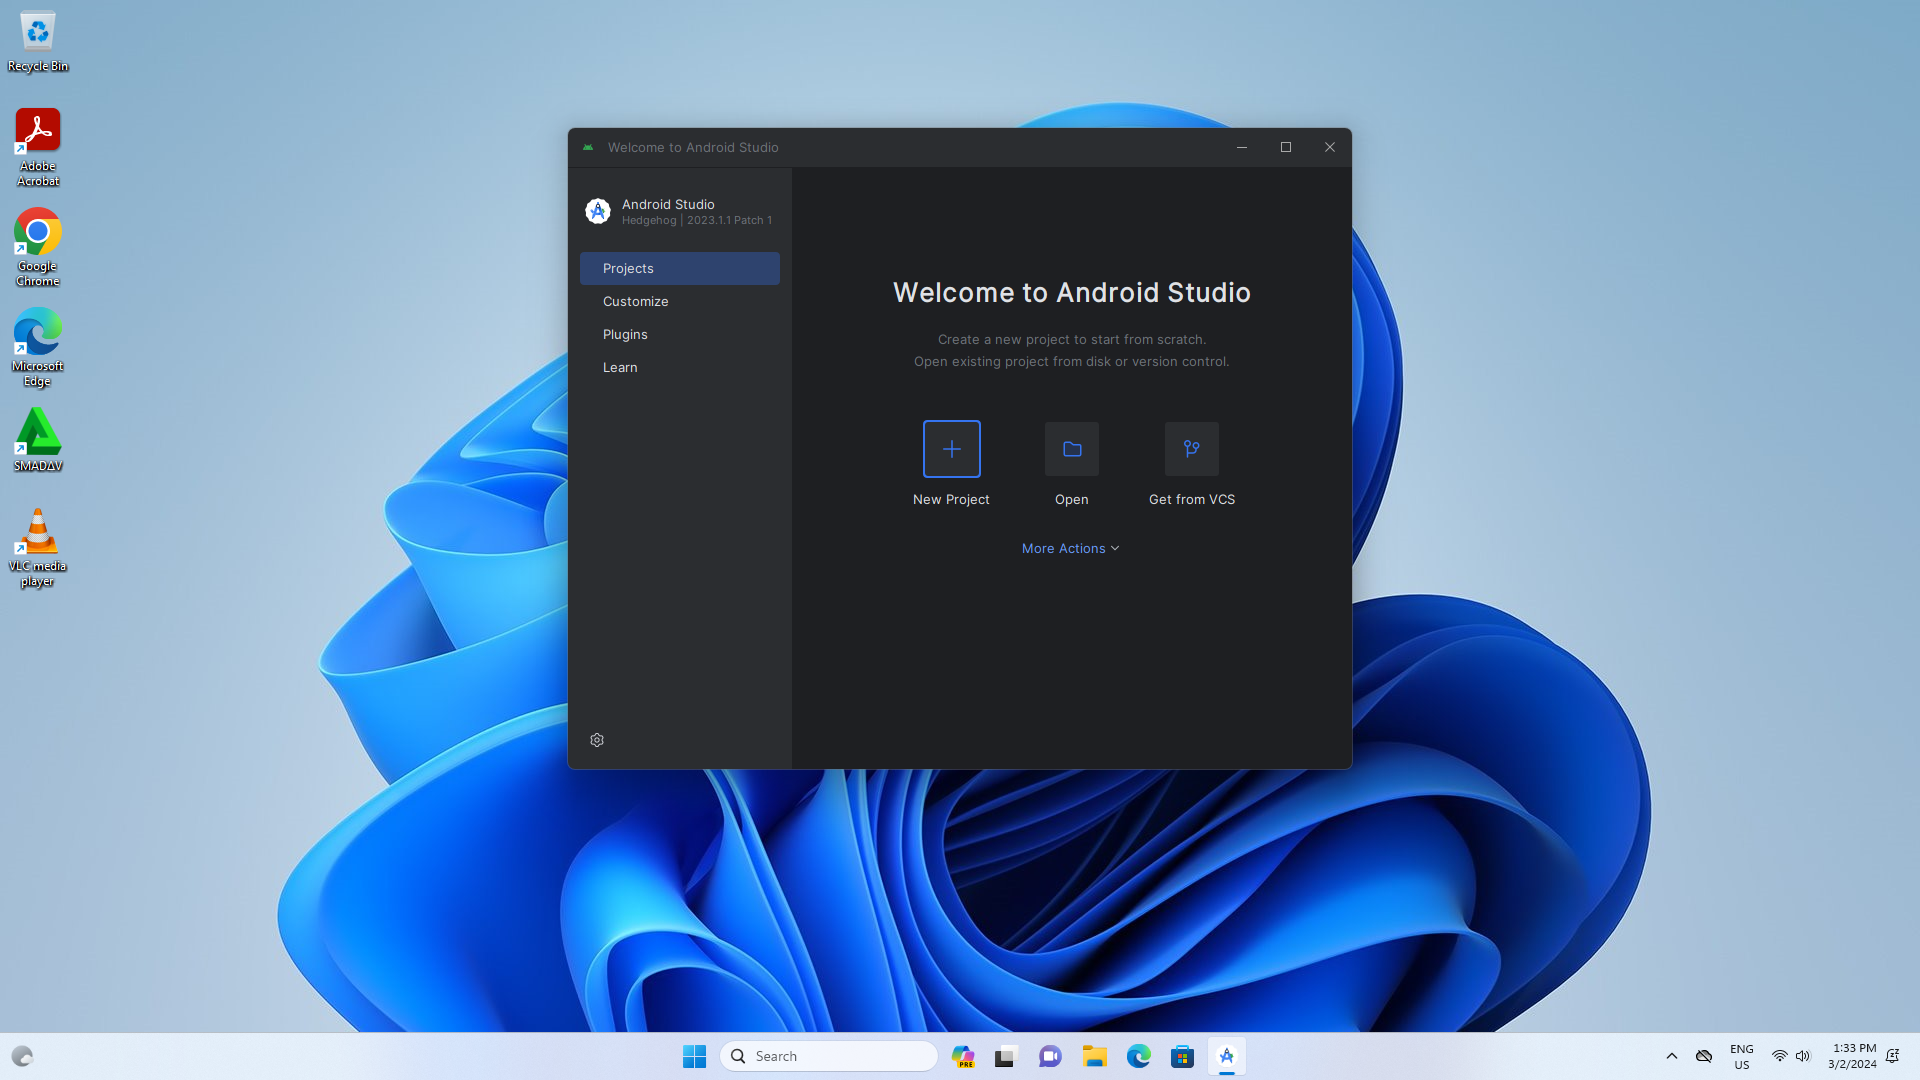 Recycle Bin
Adobe
Acrobat
Google
Chrome
Microsoft
Edge
SMADΔV
VLC media
player
Welcome to Android Studio
Android Studio
Hedgehog | 2023.1.1 Patch 1
Projects
Customize
Plugins
Learn
Welcome to Android Studio
Create a new project to start from scratch.
Open existing project from disk or version control.
New Project
Open
Get from VCS
More Actions
Search
PRE
ENG
US
1:33 PM
3/2/2024